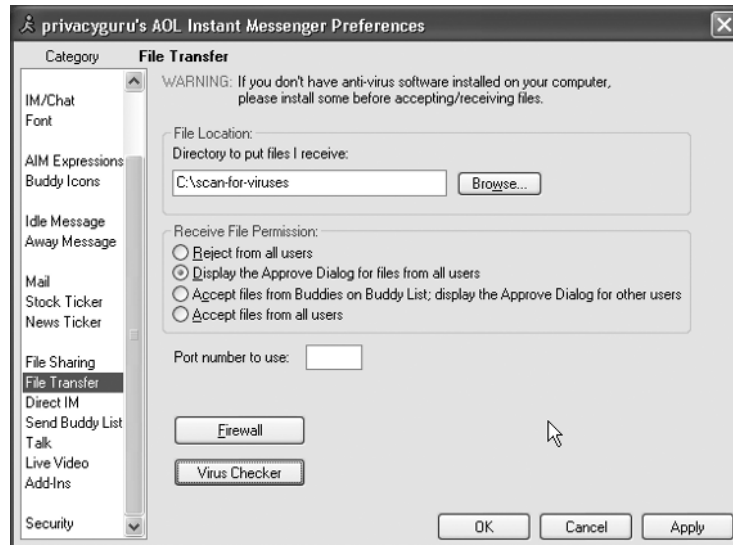 privacyguru's AOL Instant Messenger Preferences
Category
File Transfer
IM/Chat
Font
AIM Expressions
Buddy Icons
Idle Message
Away Message
Mail
Stock Ticker
News Ticker
File Sharing
File Transfer
Direct IM
Send Buddy List
Talk
Live Video
Add-Ins
Security
WARNING: If you don't have anti-virus software installed on your computer,
please install some before accepting/receiving files.
File Location:
Directory to put files I receive:
C:\scan-for-viruses
Browse...
Receive File Permission:
Reject from all users
Display the Approve Dialog for files from all users
Accept files from Buddies on Buddy List; display the Approve Dialog for other users
Accept files from all users
Port number to use:
Firewall
Virus Checker
OK
Cancel
Apply